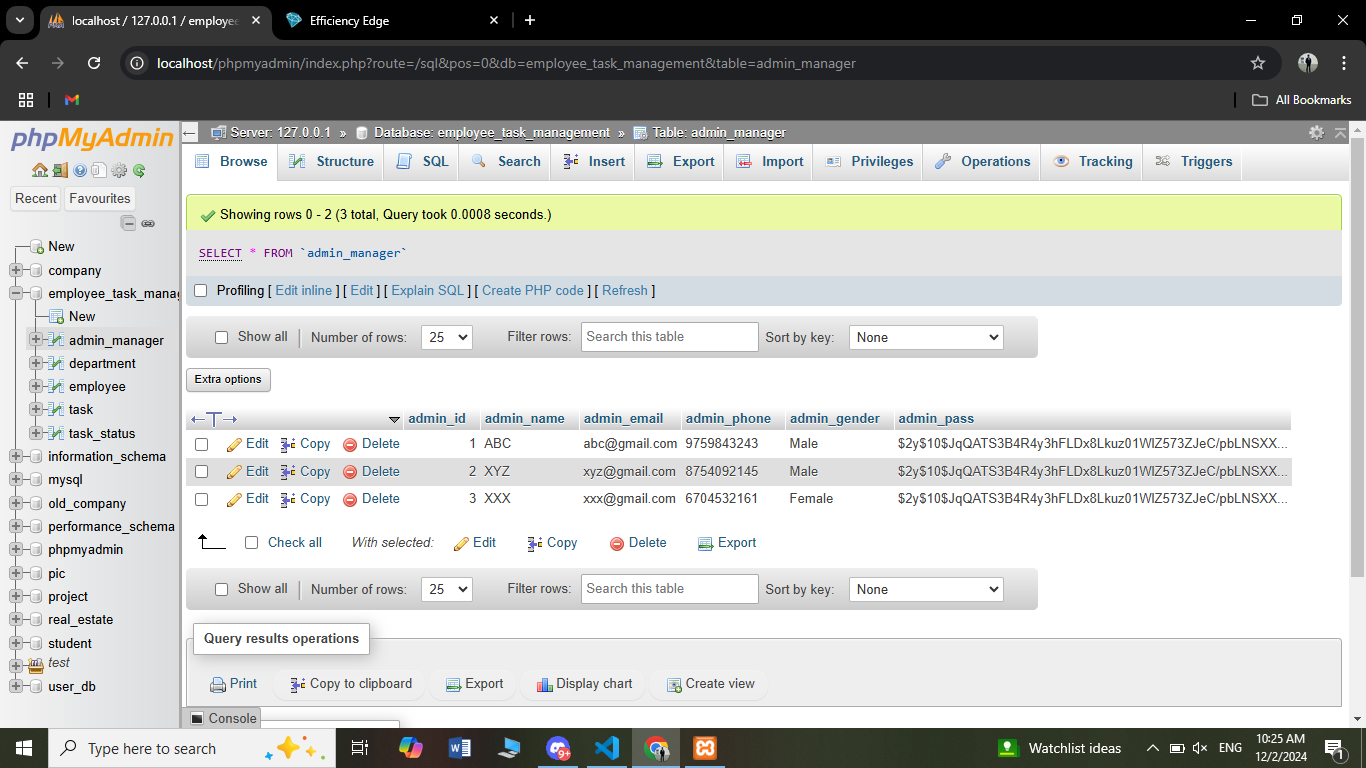 localhost / 127.0.0.1 / employee
Efficiency Edge
localhost/phpmyadmin/index.php?route=/sql&pos=0&db=employee_task_management&table=admin_manager
All Bookmarks
phpMyAdmin
Recent Favourites
New
company
employee_task_mana
New
admin_manager
department
employee
task
task_status
information_schema
mysql
old_company
performance_schema
phpmyadmin
pic
project
real_estate
student
test
user_db
Server: 127.0.0.1 » Database: employee_task_management » Table: admin_manager
Browse Structure SQL Search Insert Export Import Privileges Operations Tracking Triggers
Showing rows 0 - 2 (3 total, Query took 0.0008 seconds.)
SELECT * FROM `admin_manager`
Profiling [ Edit inline ] [ Edit ] [ Explain SQL ] [ Create PHP code ] [ Refresh ]
Show all Number of rows: 25 Filter rows: Search this table Sort by key: None
Extra options
admin_id admin_name admin_email admin_phone admin_gender admin_pass
Edit Copy Delete 1 ABC abc@gmail.com 9759843243 Male $2y$10$JqQATS3B4R4y3hFLDx8Lkuz01WlZ573ZJeC/pbLNSXX...
Edit Copy Delete 2 XYZ xyz@gmail.com 8754092145 Male $2y$10$JqQATS3B4R4y3hFLDx8Lkuz01WlZ573ZJeC/pbLNSXX...
Edit Copy Delete 3 XXX xxx@gmail.com 6704532161 Female $2y$10$JqQATS3B4R4y3hFLDx8Lkuz01WlZ573ZJeC/pbLNSXX...
Check all With selected: Edit Copy Delete Export
Show all Number of rows: 25 Filter rows: Search this table Sort by key: None
Query results operations
Print Copy to clipboard Export Display chart Create view
Console
Type here to search
9+
Watchlist ideas
ENG
10:25 AM
12/2/2024
1